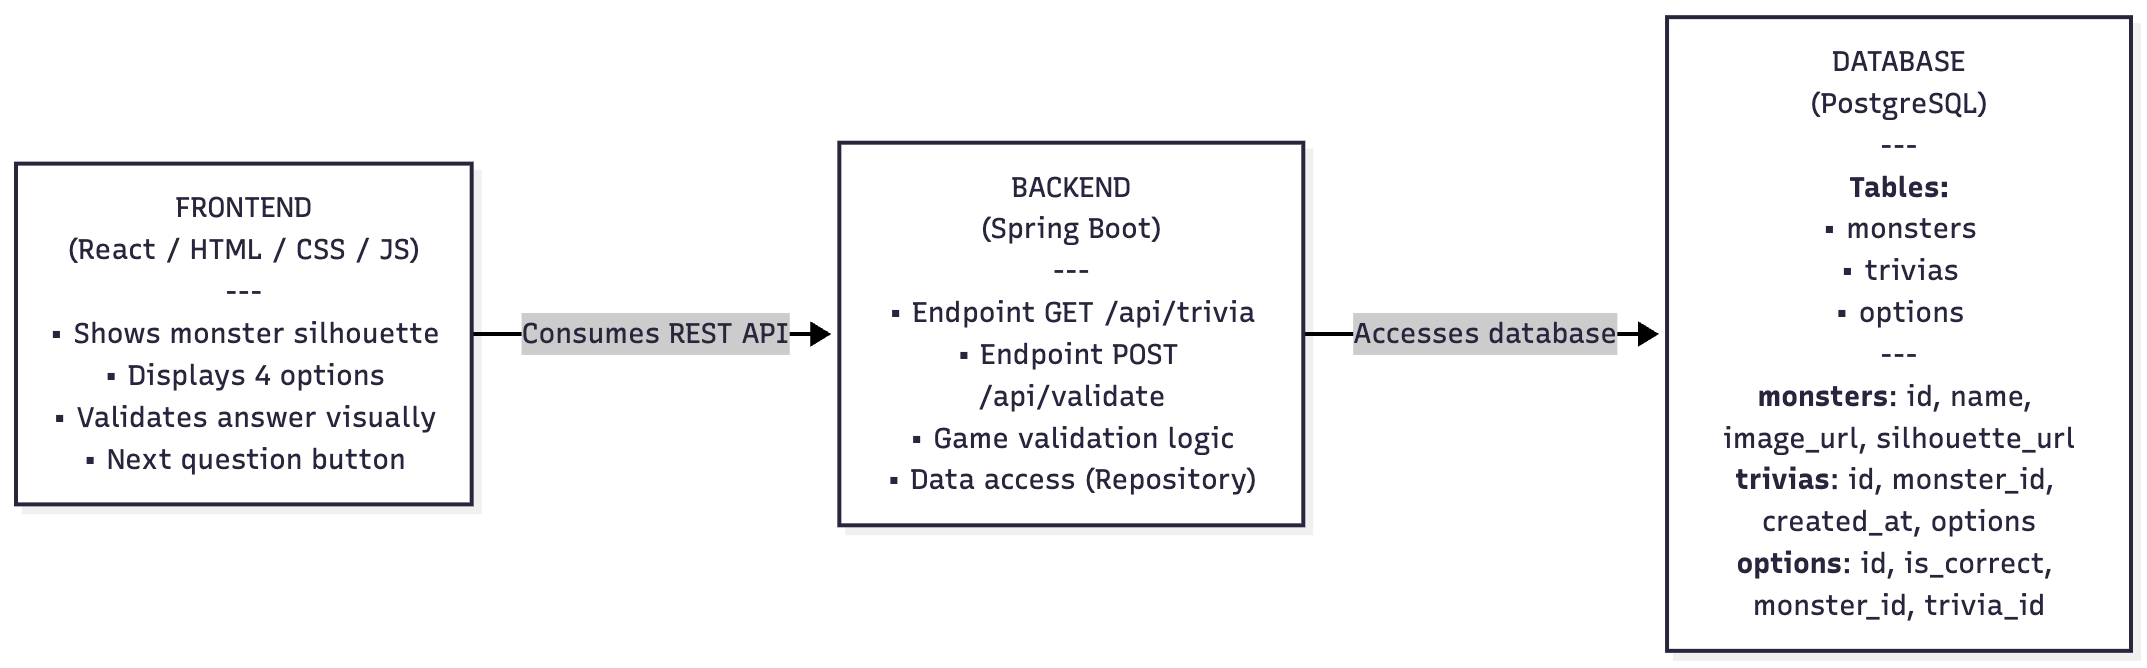 FRONTEND
(React / HTML / CSS / JS)
---
▪ Shows monster silhouette
▪ Displays 4 options
▪ Validates answer visually
▪ Next question button
Consumes REST API
BACKEND
(Spring Boot)
---
▪ Endpoint GET /api/trivia
▪ Endpoint POST
/api/validate
▪ Game validation logic
▪ Data access (Repository)
Accesses database
DATABASE
(PostgreSQL)
---
Tables:
▪ monsters
▪ trivias
▪ options
---
monsters: id, name,
image_url, silhouette_url
trivias: id, monster_id,
created_at, options
options: id, is_correct,
monster_id, trivia_id